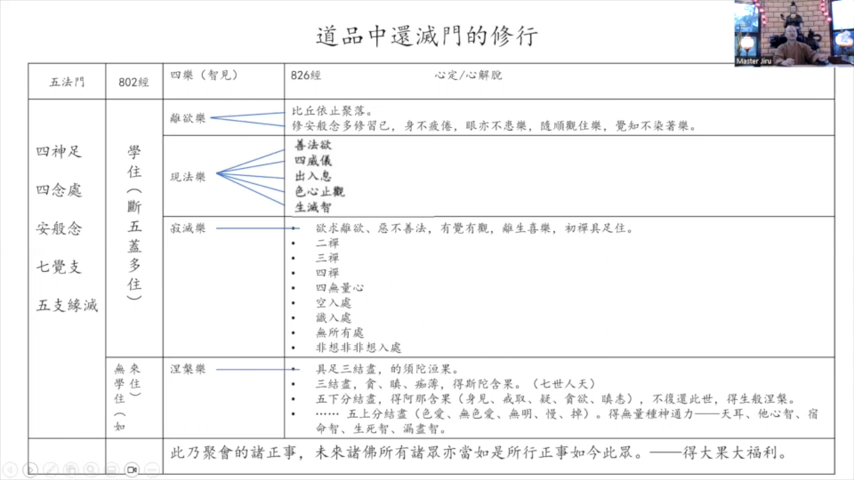 道品中還滅門的修行
Master Jiru
五法門
802經
四樂（智見）
826經
心定/心解脫
四神足
四念處
安般念
七覺支
五支緣滅
學住（斷五蓋多住）
離欲樂
比丘依止聚落。
修安般念多修習已，身不疲倦，眼亦不患樂，隨順觀住樂，覺知不染著樂。
現法樂
善法欲
四威儀
出入息
色心止觀
生滅智
寂滅樂
• 欲求離欲、惡不善法，有覺有觀，離生喜樂，初禪具足住。
• 二禪
• 三禪
• 四禪
• 四無量心
• 空入處
• 識入處
• 無所有處
• 非想非非想入處
無學住（如來住）
涅槃樂
• 具足三結盡，的須陀洹果。
• 三結盡，貪、瞋、痴薄，得斯陀含果。（七世人天）
• 五下分結盡，得阿那含果（身見、戒取、疑、貪欲、瞋恚），不復還此世，得生般涅槃。
• …… 五上分結盡（色愛、無色愛、無明、慢、掉）。得無量種神通力——天耳、他心智、宿
命智、生死智、漏盡智。
此乃聚會的諸正事，未來諸佛所有諸眾亦當如是所行正事如今此眾。——得大果大福利。